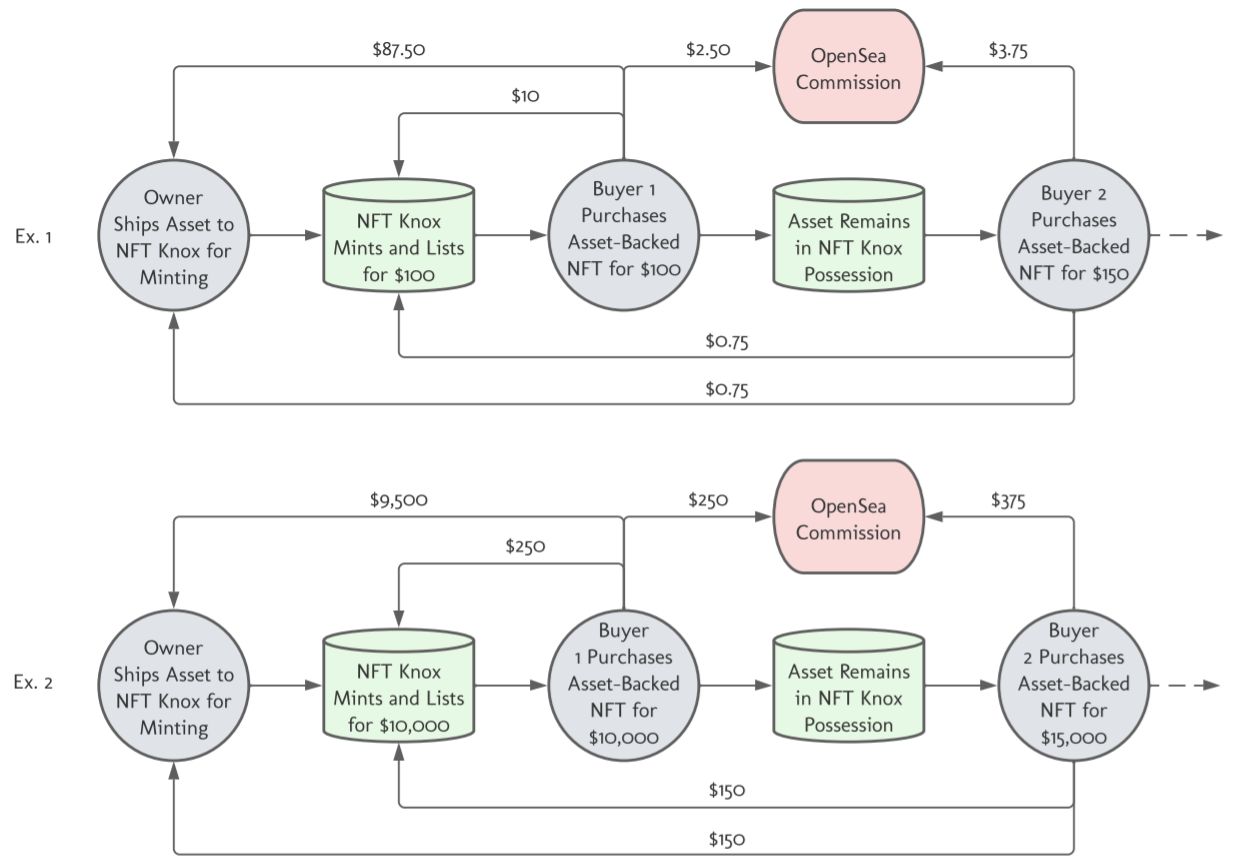 $87.50
$2.50
$3.75
OpenSea
Commission
$10
Ex. 1
Owner
Ships Asset to
NFT Knox for
Minting
NFT Knox
Mints and Lists
for $100
Buyer 1
Purchases
Asset-Backed
NFT for $100
Asset Remains
in NFT Knox
Possession
Buyer 2
Purchases
Asset-Backed
NFT for $150
$0.75
$0.75
$9,500
$250
$375
OpenSea
Commission
$250
Ex. 2
Owner
Ships Asset to
NFT Knox for
Minting
NFT Knox
Mints and Lists
for $10,000
Buyer
1 Purchases
Asset-Backed
NFT for
$10,000
Asset Remains
in NFT Knox
Possession
Buyer
2 Purchases
Asset-Backed
NFT for
$15,000
$150
$150